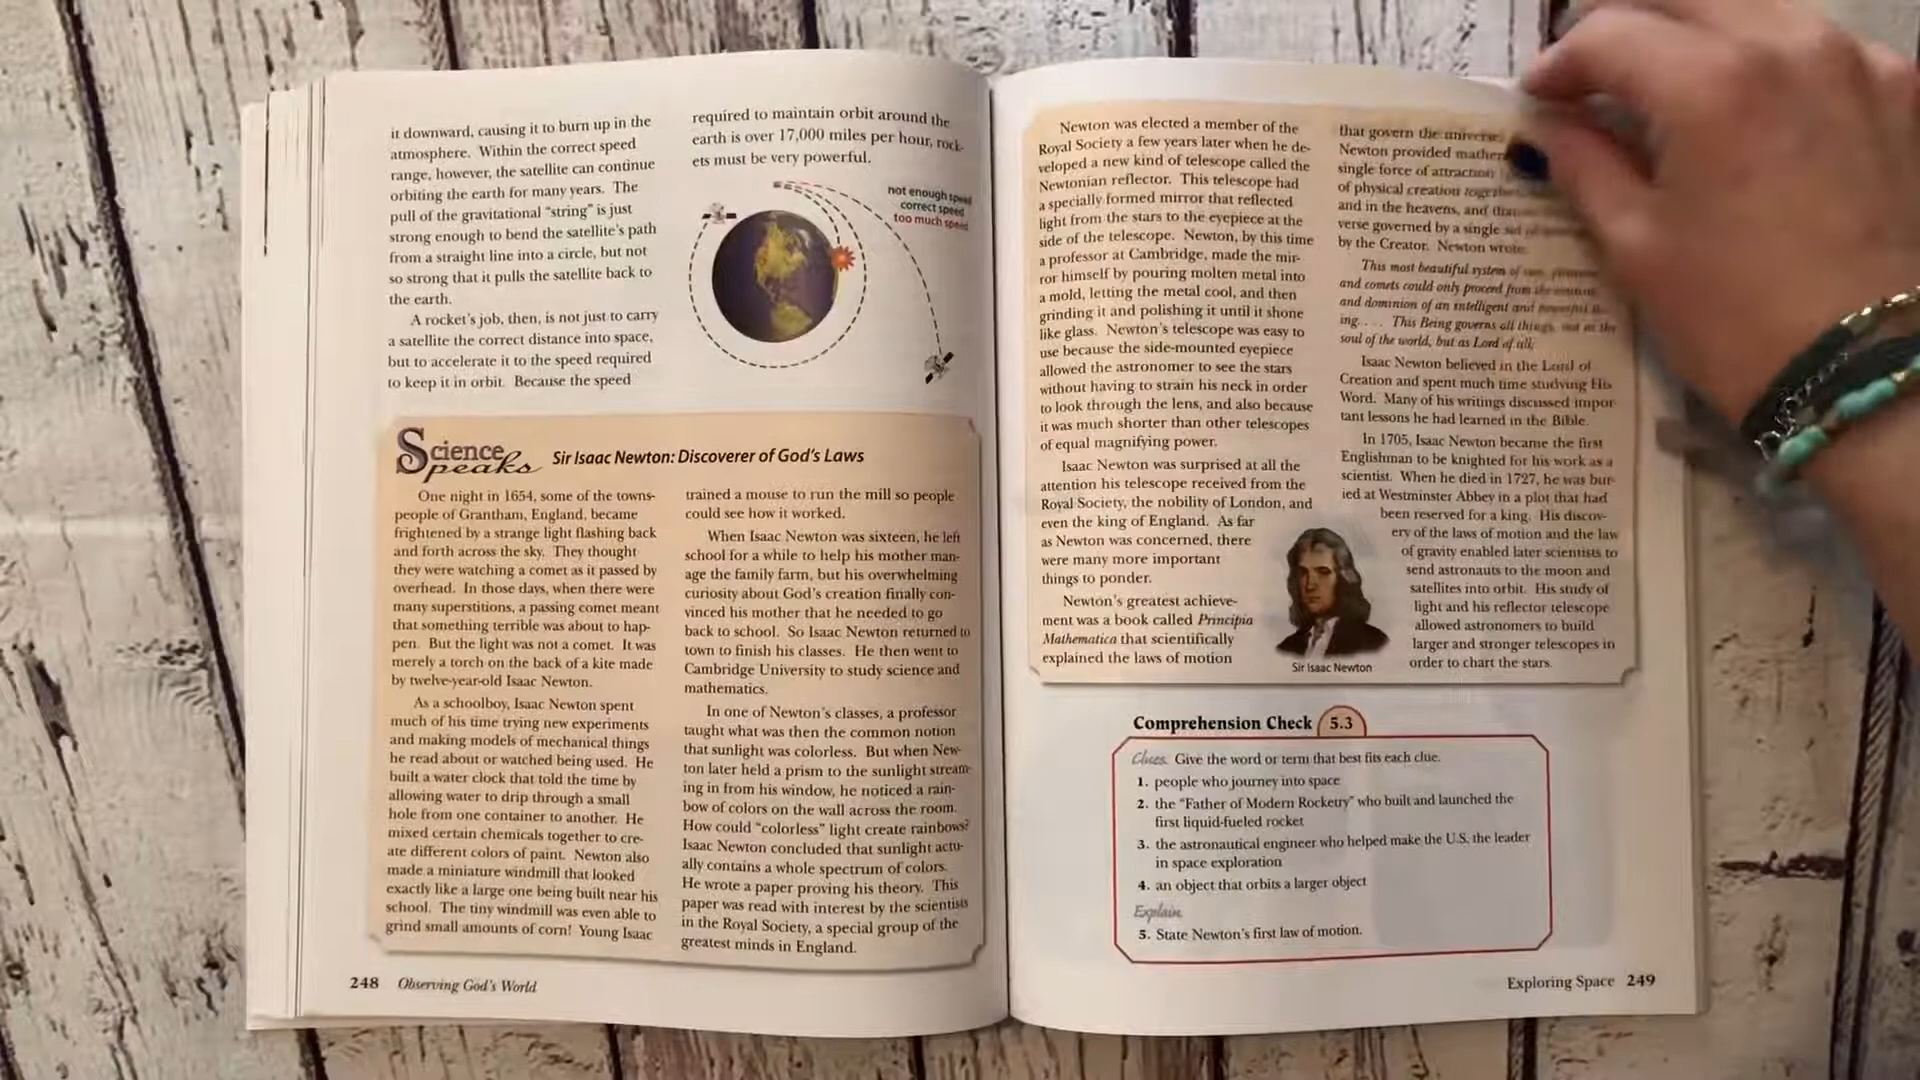 it downward, causing it to burn up in the
atmosphere. Within the correct speed
range, however, the satellite can continue
orbiting the earth for many years. The
pull of the gravitational “string” is just
strong enough to bend the satellite’s path
from a straight line into a circle, but not
so strong that it pulls the satellite back to
the earth.
A rocket’s job, then, is not just to carry
a satellite the correct distance into space,
but to accelerate it to the speed required
to keep it in orbit. Because the speed
required to maintain orbit around the
earth is over 17,000 miles per hour, rock-
ets must be very powerful.
not enough speed
correct speed
too much speed
Science Speaks
Sir Isaac Newton: Discoverer of God’s Laws
One night in 1654, some of the towns-
people of Grantham, England, became
frightened by a strange light flashing back
and forth across the sky. They thought
they were watching a comet as it passed by
overhead. In those days, when there were
many superstitions, a passing comet meant
that something terrible was about to hap-
pen. But the light was not a comet. It was
merely a torch on the back of a kite made
by twelve-year-old Isaac Newton.
As a schoolboy, Isaac Newton spent
much of his time trying new experiments
and making models of mechanical things
he read about or watched being used. He
built a water clock that told the time by
allowing water to drip through a small
hole from one container to another. He
mixed certain chemicals together to cre-
ate different colors of paint. Newton also
made a miniature windmill that looked
exactly like a large one being built near his
school. The tiny windmill was even able to
grind small amounts of corn! Young Isaac
trained a mouse to run the mill so people
could see how it worked.
When Isaac Newton was sixteen, he left
school for a while to help his mother man-
age the family farm, but his overwhelming
curiosity about God’s creation finally con-
vinced his mother that he needed to go
back to school. So Isaac Newton returned to
town to finish his classes. He then went to
Cambridge University to study science and
mathematics.
In one of Newton’s classes, a professor
taught what was then the common notion
that sunlight was colorless. But when New-
ton later held a prism to the sunlight stream-
ing in from his window, he noticed a rain-
bow of colors on the wall across the room.
How could “colorless” light create rainbows?
Isaac Newton concluded that sunlight actu-
ally contains a whole spectrum of colors.
He wrote a paper proving his theory. This
paper was read with interest by the scientists
in the Royal Society, a special group of the
greatest minds in England.
248 Observing God’s World
Newton was elected a member of the
Royal Society a few years later when he de-
veloped a new kind of telescope called the
Newtonian reflector. This telescope had
a specially formed mirror that reflected
light from the stars to the eyepiece at the
side of the telescope. Newton, by this time
a professor at Cambridge, made the mir-
ror himself by pouring molten metal into
a mold, letting the metal cool, and then
grinding it and polishing it until it shone
like glass. Newton’s telescope was easy to
use because the side-mounted eyepiece
allowed the astronomer to see the stars
without having to strain his neck in order
to look through the lens, and also because
it was much shorter than other telescopes
of equal magnifying power.
Isaac Newton was surprised at all the
attention his telescope received from the
Royal Society, the nobility of London, and
even the king of England. As far
as Newton was concerned, there
were many more important
things to ponder.
Newton’s greatest achieve-
ment was a book called Principia
Mathematica that scientifically
explained the laws of motion
that govern the universe.
Newton provided
single force of attraction
of physical creation together
and in the heavens, and
verse governed by a single set of
by the Creator. Newton wrote:
This most beautiful system of sun,
and comets could only proceed from the
and dominion of an intelligent and powerful Be-
ing. . . . This Being governs all things, not as the
soul of the world, but as Lord of all;
Isaac Newton believed in the Lord of
Creation and spent much time studying His
Word. Many of his writings discussed impor-
tant lessons he had learned in the Bible.
In 1705, Isaac Newton became the first
Englishman to be knighted for his work as a
scientist. When he died in 1727, he was bur-
ied at Westminster Abbey in a plot that had
been reserved for a king. His discov-
ery of the laws of motion and the law
of gravity enabled later scientists to
send astronauts to the moon and
satellites into orbit. His study of
light and his reflector telescope
allowed astronomers to build
larger and stronger telescopes in
order to chart the stars.
Sir Isaac Newton
Comprehension Check 5.3
Clues Give the word or term that best fits each clue.
1. people who journey into space
2. the “Father of Modern Rocketry” who built and launched the
first liquid-fueled rocket
3. the astronautical engineer who helped make the U.S. the leader
in space exploration
4. an object that orbits a larger object
Explain
5. State Newton’s first law of motion.
Exploring Space 249